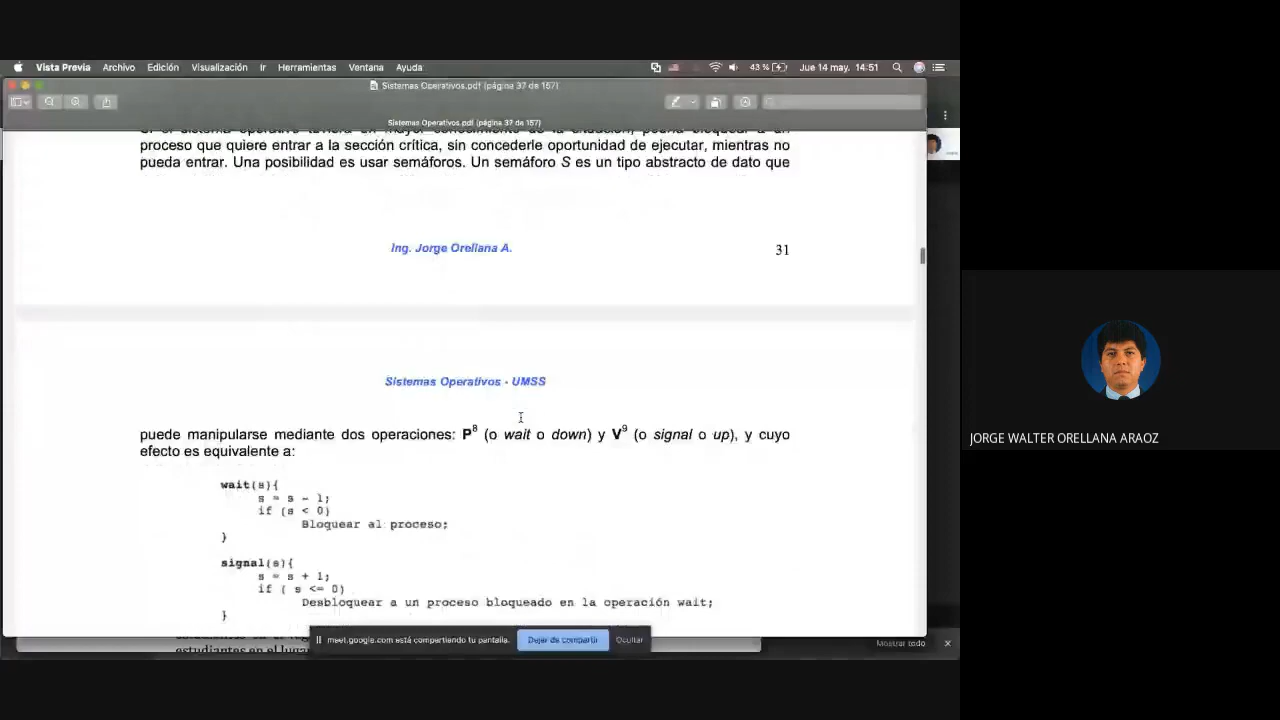 Vista Previa Archivo Edición Visualización Ir Herramientas Ventana Ayuda 43 % Jue 14 may. 14:51
Sistemas Operativos.pdf (página 37 de 157)
Sistemas Operativos.pdf (página 37 de 157)
proceso que quiere entrar a la sección crítica, sin concederle oportunidad de ejecutar, mientras no
pueda entrar. Una posibilidad es usar semáforos. Un semáforo S es un tipo abstracto de dato que
Ing. Jorge Orellana A. 31
Sistemas Operativos - UMSS
puede manipularse mediante dos operaciones: P8 (o wait o down) y V9 (o signal o up), y cuyo
efecto es equivalente a:
wait(s){
s = s - 1;
if (s < 0)
Bloquear al proceso;
}
signal(s){
s = s + 1;
if ( s <= 0)
Desbloquear a un proceso bloqueado en la operación wait;
}
meet.google.com está compartiendo tu pantalla. Dejar de compartir Ocultar
estudiantes en el lugar
Mostrar todo
JORGE WALTER ORELLANA ARAOZ